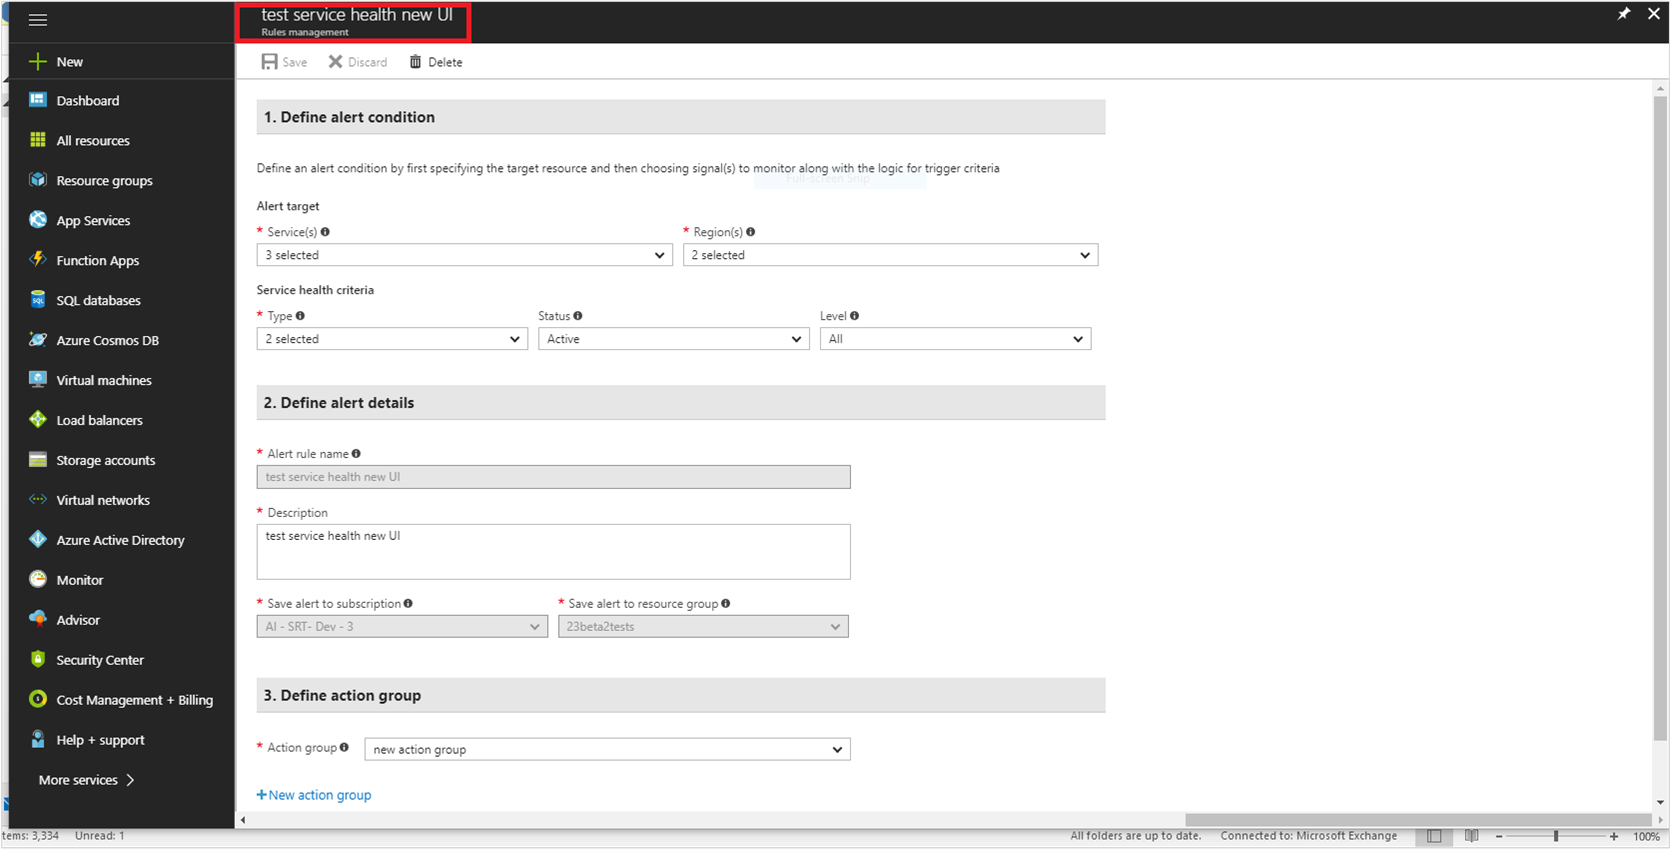 test service health new UI
Rules management
New
Save Discard Delete
Dashboard
All resources
Resource groups
App Services
Function Apps
SQL databases
Azure Cosmos DB
Virtual machines
Load balancers
Storage accounts
Virtual networks
Azure Active Directory
Monitor
Advisor
Security Center
Cost Management + Billing
Help + support
More services
1. Define alert condition
Define an alert condition by first specifying the target resource and then choosing signal(s) to monitor along with the logic for trigger criteria
Full-screen Snip
Alert target
* Service(s) * Region(s)
3 selected 2 selected
Service health criteria
* Type Status Level
2 selected Active All
2. Define alert details
* Alert rule name
test service health new UI
* Description
test service health new UI
* Save alert to subscription * Save alert to resource group
AI - SRT- Dev - 3 23beta2tests
3. Define action group
* Action group new action group
+New action group
tems: 3,334 Unread: 1 All folders are up to date. Connected to: Microsoft Exchange 100%